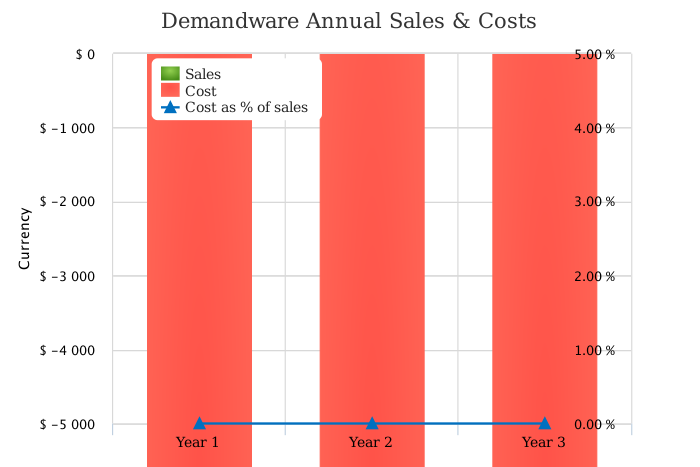 Demandware Annual Sales & Costs
$ 0
$ −1 000
$ −2 000
$ −3 000
$ −4 000
$ −5 000
Currency
Sales
Cost
Cost as % of sales
5.00 %
4.00 %
3.00 %
2.00 %
1.00 %
0.00 %
Year 1
Year 2
Year 3